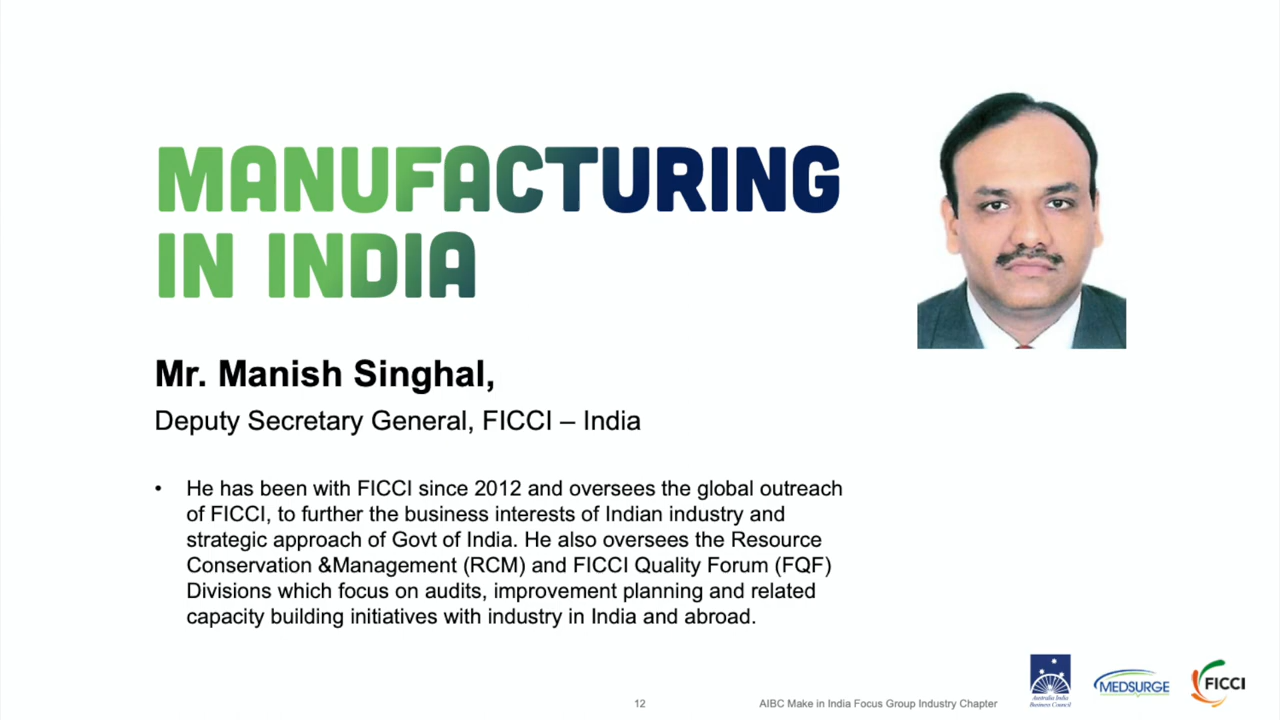 MANUFACTURING
IN INDIA
Mr. Manish Singhal,
Deputy Secretary General, FICCI – India
• He has been with FICCI since 2012 and oversees the global outreach
of FICCI, to further the business interests of Indian industry and
strategic approach of Govt of India. He also oversees the Resource
Conservation &Management (RCM) and FICCI Quality Forum (FQF)
Divisions which focus on audits, improvement planning and related
capacity building initiatives with industry in India and abroad.
12
AIBC Make in India Focus Group Industry Chapter
Australia India
Business Council
MEDSURGE
FICCI